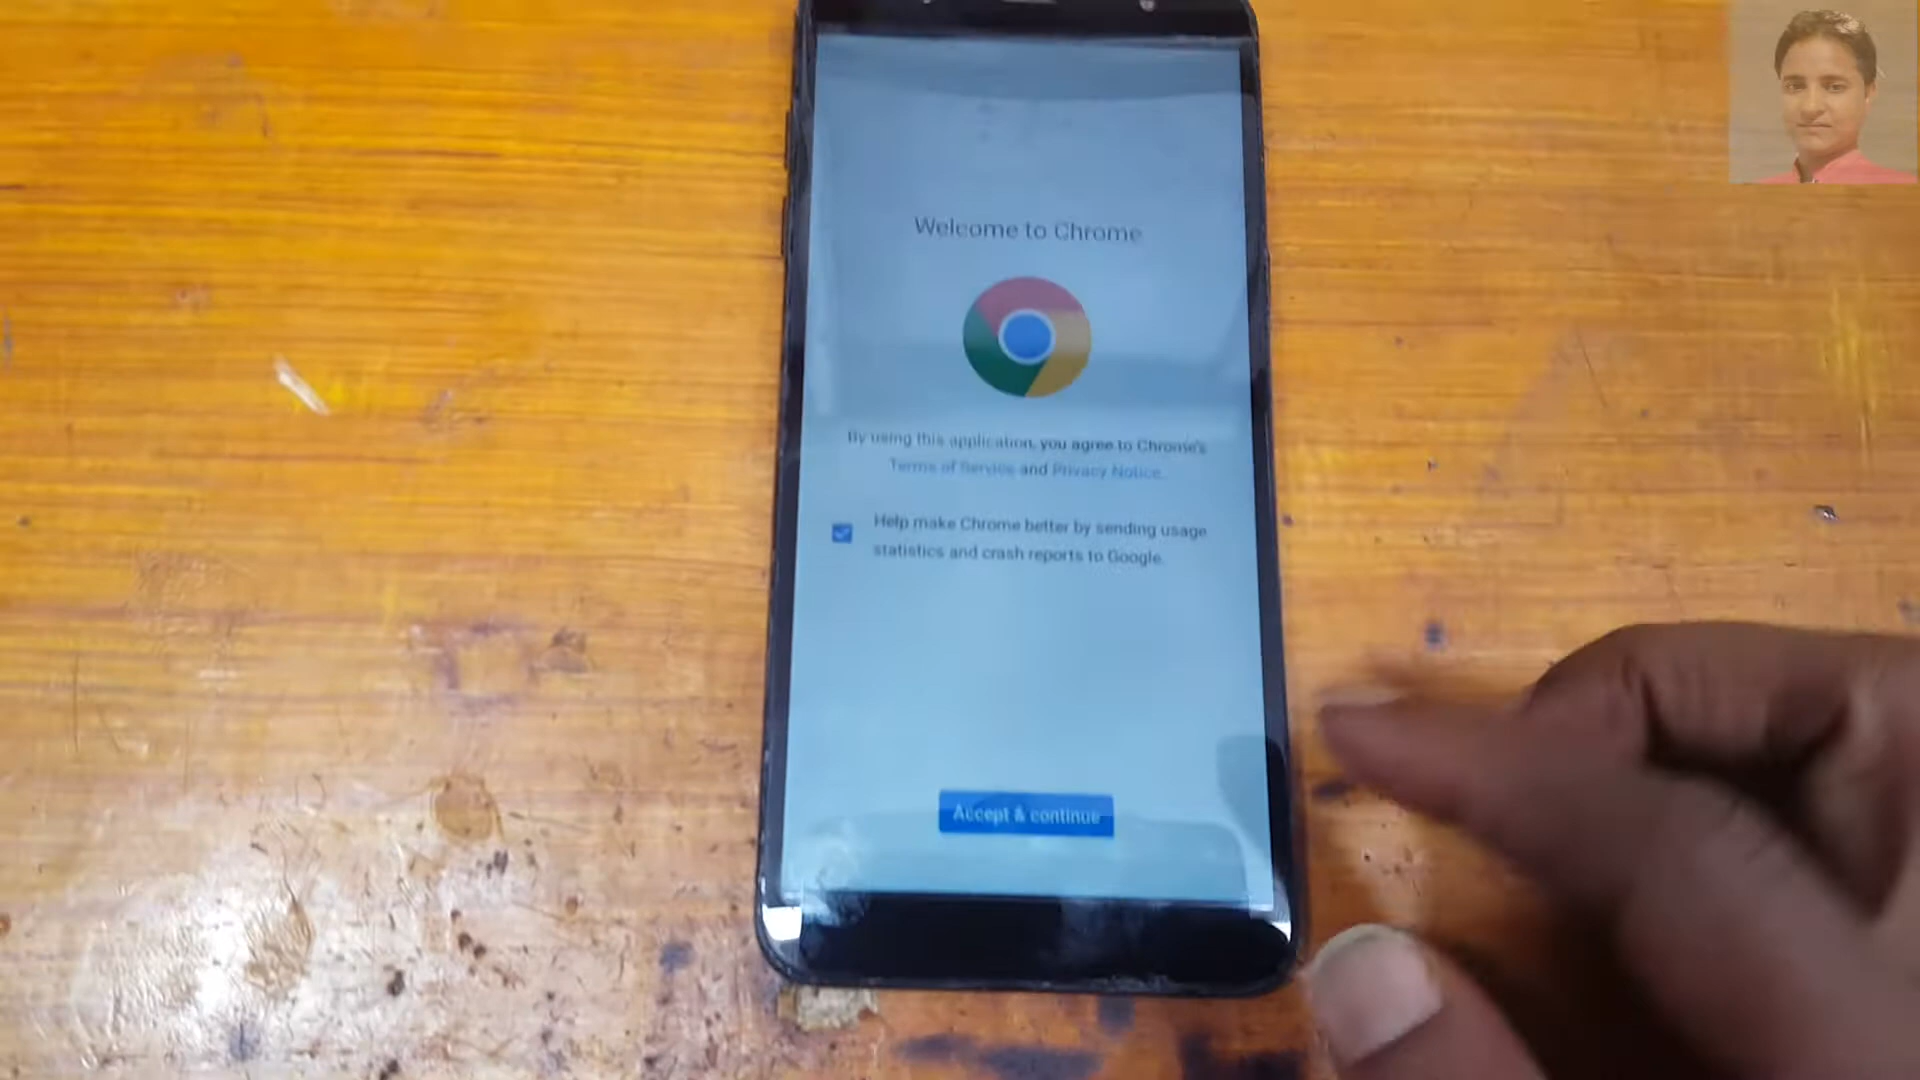 Welcome to Chrome
By using this application, you agree to Chrome's
Terms of Service and Privacy Notice.
Help make Chrome better by sending usage
statistics and crash reports to Google.
Accept & continue